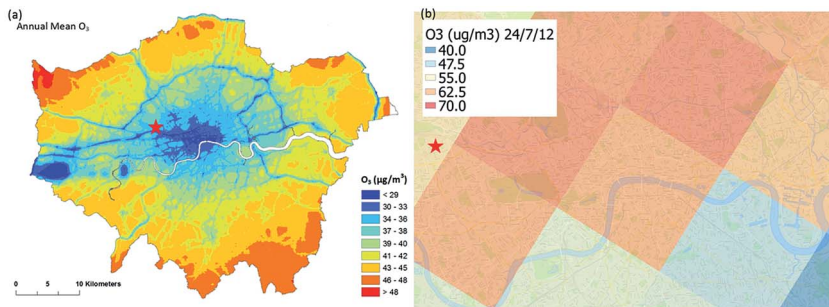 (a)
Annual Mean O₃
O₃ (µg/m³)
< 29
30 - 33
34 - 36
37 - 38
39 - 40
41 - 42
43 - 45
46 - 48
> 48
0 5 10 Kilometers
(b)
O3 (ug/m3) 24/7/12
40.0
47.5
55.0
62.5
70.0